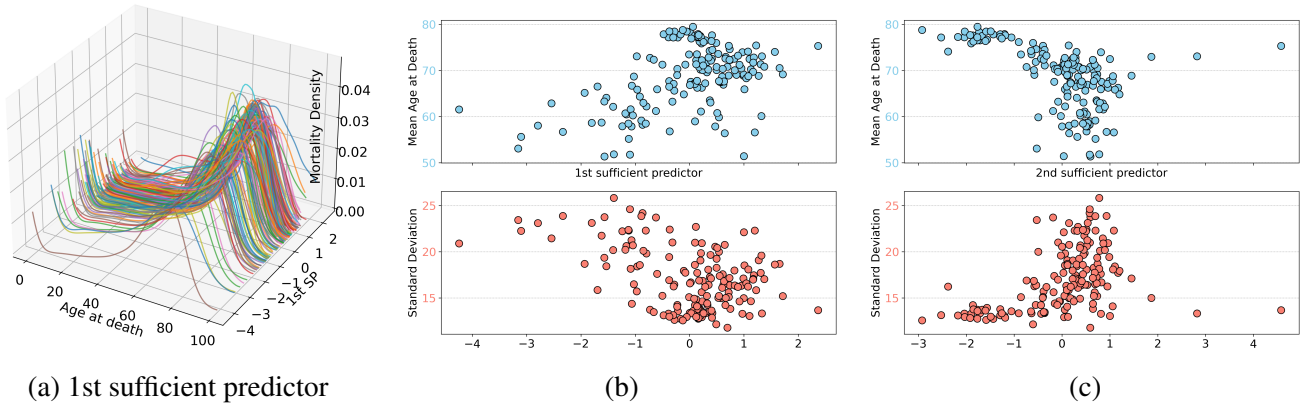 0.04
0.03
0.02
0.01
0.00
Mortality Density
0 20 40 60 80 100
Age at death
−4 −3 −2 −1 0 1 2
1st SP
(a) 1st sufficient predictor
80
70
60
50
Mean Age at Death
1st sufficient predictor
25
20
15
Standard Deviation
−4 −3 −2 −1 0 1 2
(b)
80
70
60
50
Mean Age at Death
2nd sufficient predictor
25
20
15
Standard Deviation
−3 −2 −1 0 1 2 3 4
(c)